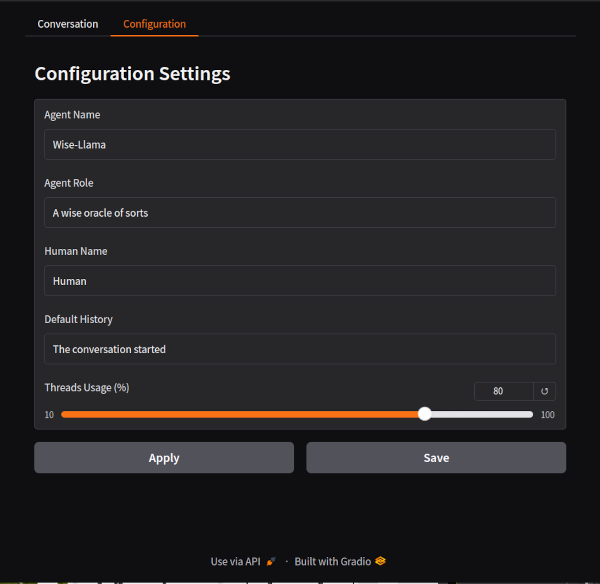 Conversation Configuration
Configuration Settings
Agent Name
Wise-Llama
Agent Role
A wise oracle of sorts
Human Name
Human
Default History
The conversation started
Threads Usage (%) 80 ↺
10 100
Apply Save
Use via API · Built with Gradio